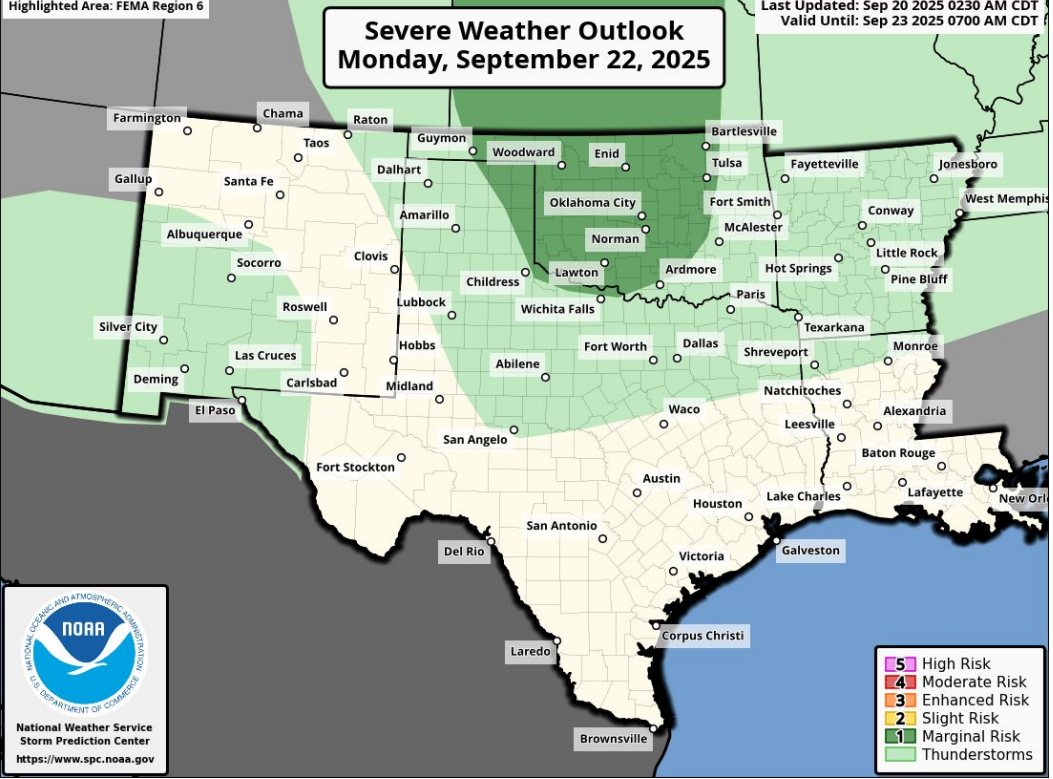 Highlighted Area: FEMA Region 6
Severe Weather Outlook
Monday, September 22, 2025
Last Updated: Sep 20 2025 0230 AM CDT
Valid Until: Sep 23 2025 0700 AM CDT
Farmington
Chama
Raton
Taos
Guymon
Woodward
Enid
Bartlesville
Tulsa
Fayetteville
Jonesboro
Gallup
Santa Fe
Dalhart
Oklahoma City
Fort Smith
West Memphis
Albuquerque
Amarillo
Norman
McAlester
Conway
Little Rock
Socorro
Clovis
Childress
Lawton
Ardmore
Hot Springs
Pine Bluff
Roswell
Lubbock
Wichita Falls
Paris
Texarkana
Silver City
Las Cruces
Hobbs
Fort Worth
Dallas
Shreveport
Monroe
Deming
Carlsbad
Midland
Abilene
Natchitoches
El Paso
San Angelo
Waco
Leesville
Alexandria
Fort Stockton
Baton Rouge
Austin
Houston
Lake Charles
Lafayette
New Orl
San Antonio
Del Rio
Victoria
Galveston
Corpus Christi
Laredo
Brownsville
NATIONAL OCEANIC AND ATMOSPHERIC ADMINISTRATION
NOAA
U.S. DEPARTMENT OF COMMERCE
National Weather Service
Storm Prediction Center
https://www.spc.noaa.gov
5 High Risk
4 Moderate Risk
3 Enhanced Risk
2 Slight Risk
1 Marginal Risk
Thunderstorms